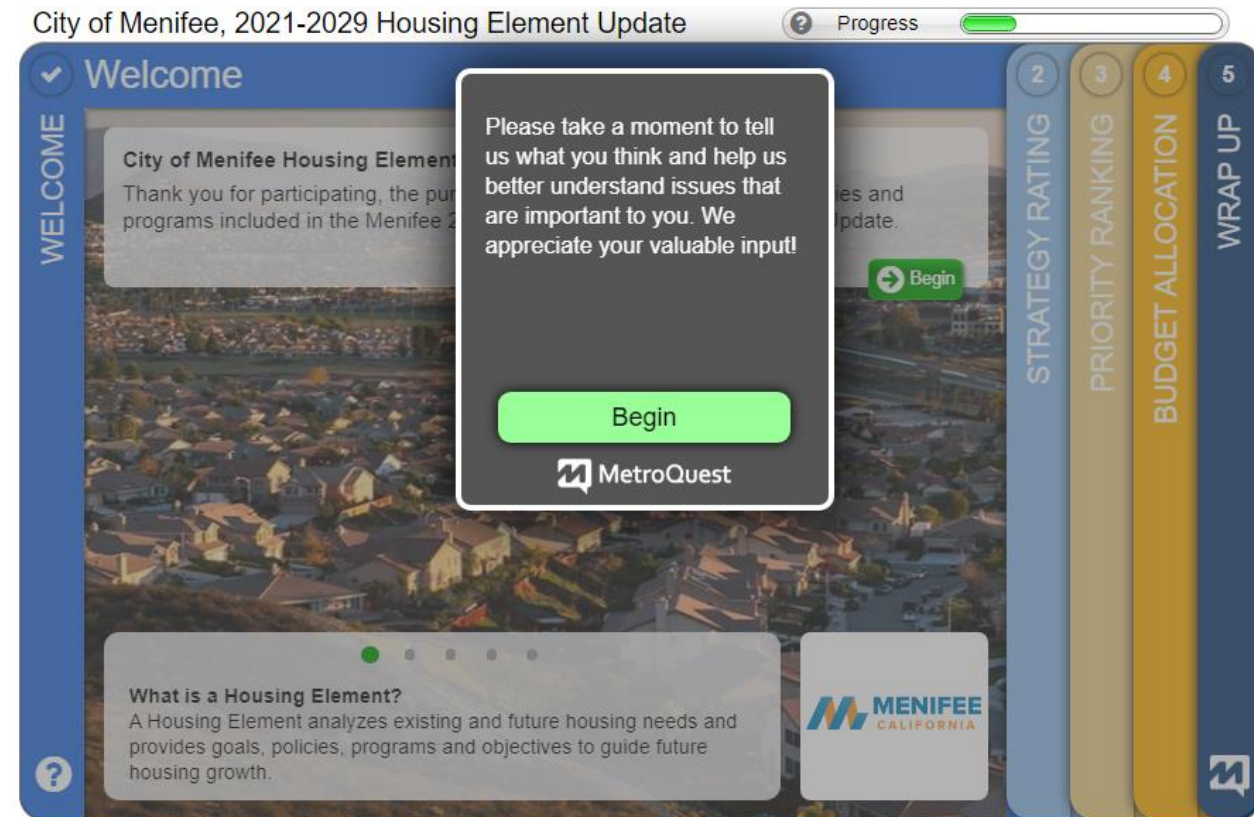 City of Menifee, 2021-2029 Housing Element Update
? Progress
Welcome
WELCOME
City of Menifee Housing Element
Thank you for participating, the pur
ies and
programs included in the Menifee 2
Update.
Begin
Please take a moment to tell
us what you think and help us
better understand issues that
are important to you. We
appreciate your valuable input!
Begin
MetroQuest
What is a Housing Element?
A Housing Element analyzes existing and future housing needs and
provides goals, policies, programs and objectives to guide future
housing growth.
MENIFEE
CALIFORNIA
?
2
STRATEGY RATING
3
PRIORITY RANKING
4
BUDGET ALLOCATION
5
WRAP UP